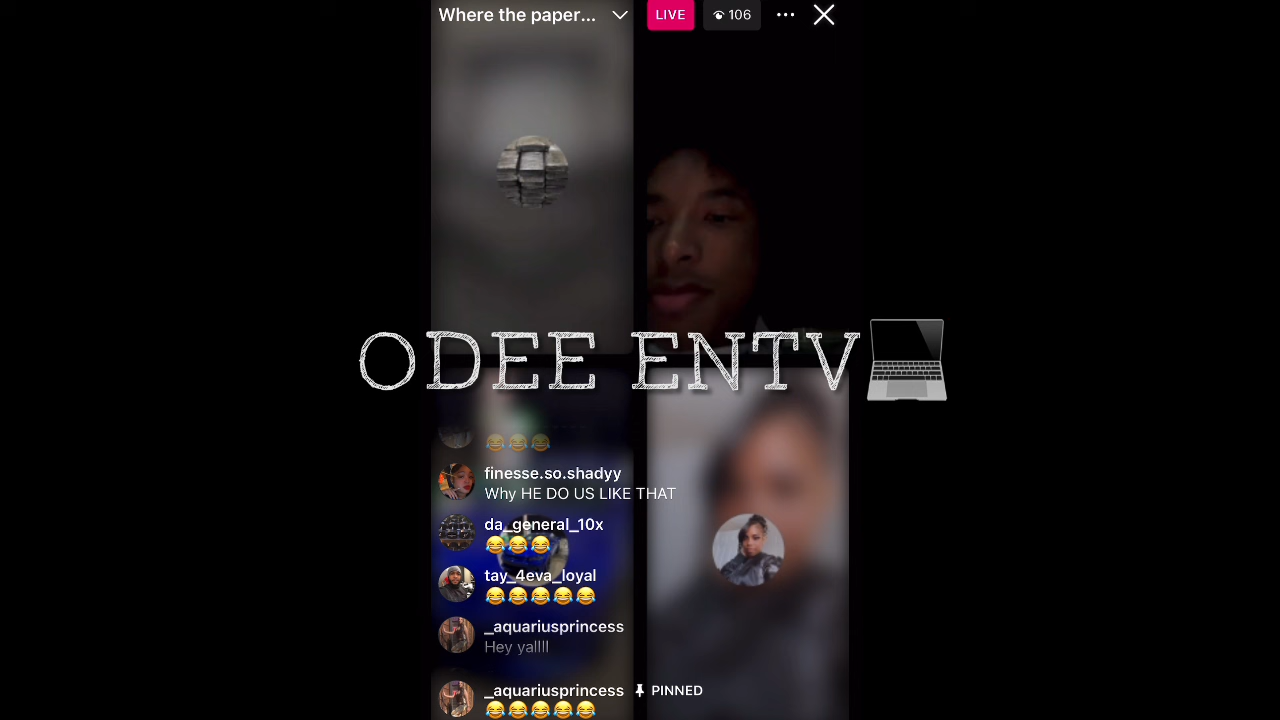 Where the paper...
LIVE
106
ODEE ENTV
😂😂😂
finesse.so.shadyy
Why HE DO US LIKE THAT
da_general_10x
😂😂😂
tay_4eva_loyal
😂😂😂😂😂
_aquariusprincess
Hey yallll
_aquariusprincess PINNED
😂😂😂😂😂